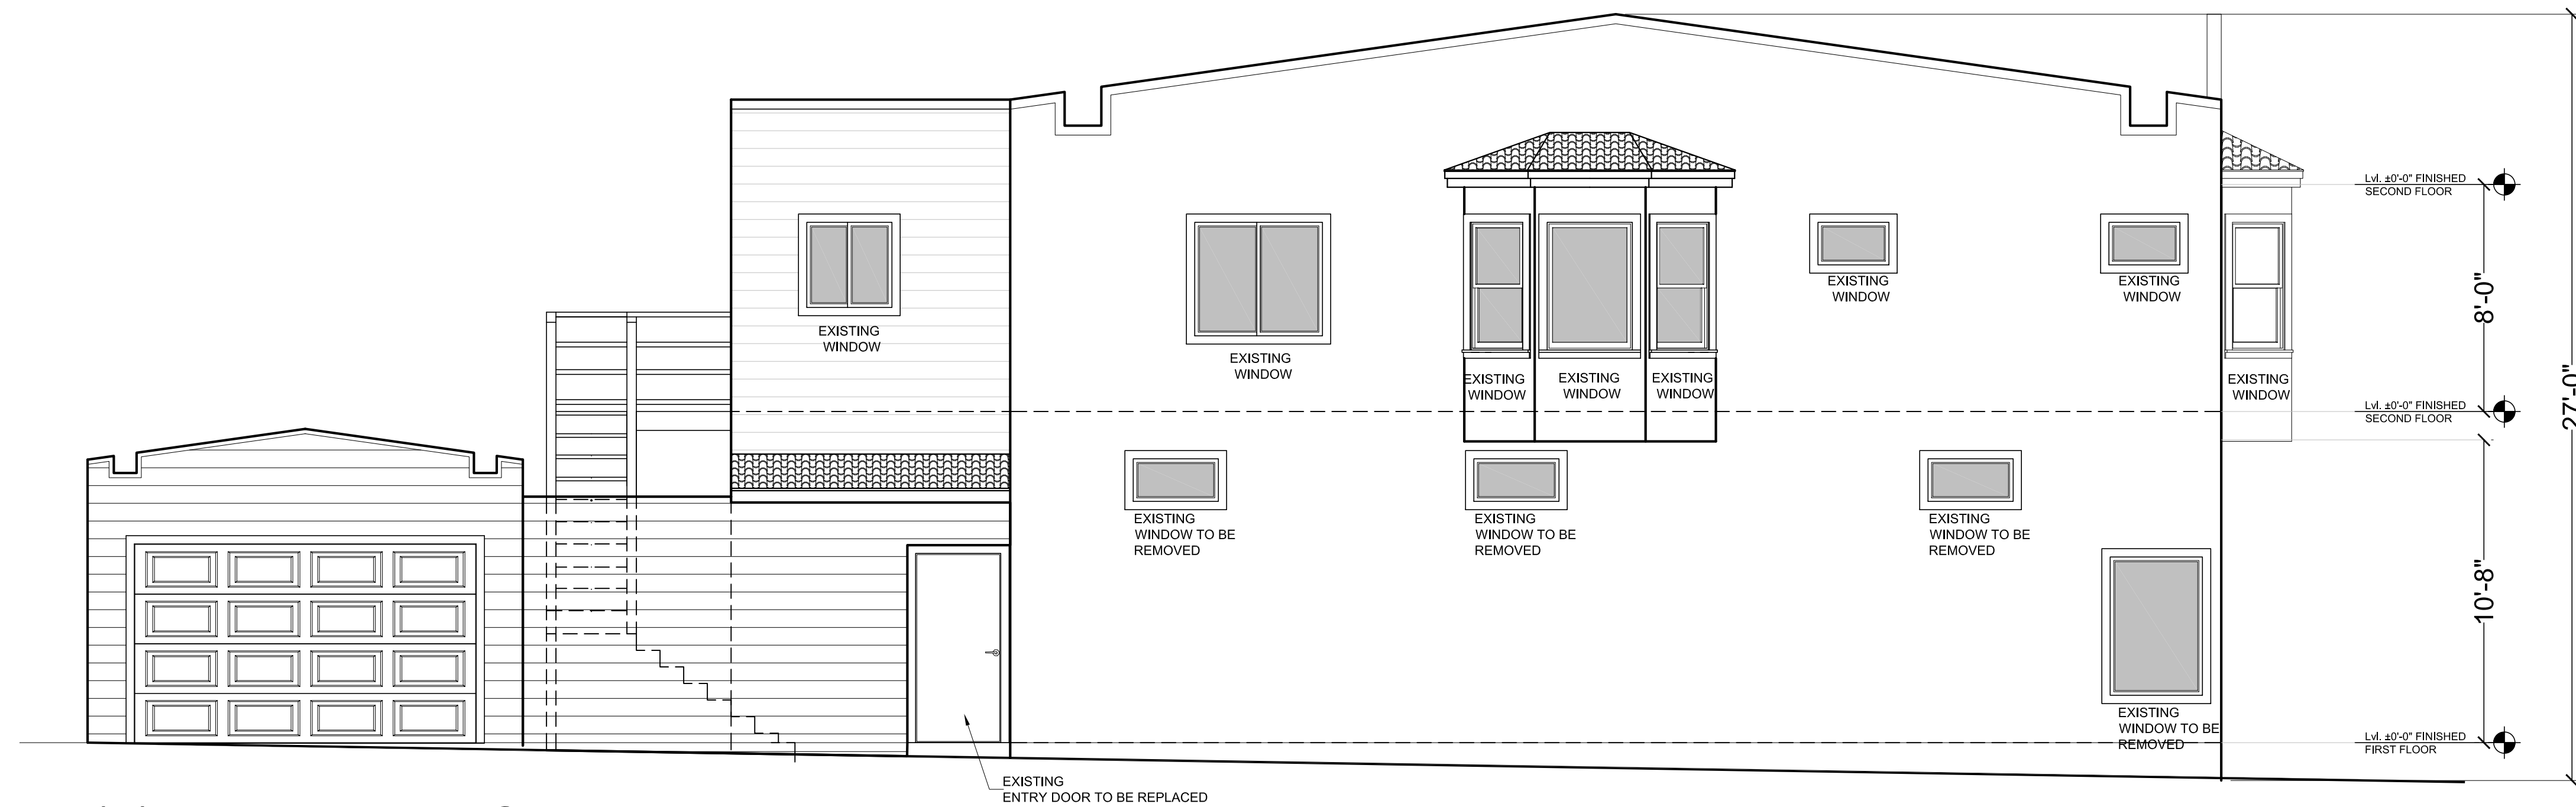 Lvl. ±0'-0" FINISHED
SECOND FLOOR
8'-0"
27'-0"
EXISTING
WINDOW
EXISTING
WINDOW
EXISTING
WINDOW
EXISTING
WINDOW
EXISTING
WINDOW
EXISTING
WINDOW
EXISTING
WINDOW
EXISTING
WINDOW
Lvl. ±0'-0" FINISHED
SECOND FLOOR
EXISTING
WINDOW TO BE
REMOVED
EXISTING
WINDOW TO BE
REMOVED
EXISTING
WINDOW TO BE
REMOVED
10'-8"
EXISTING
WINDOW TO BE
REMOVED
Lvl. ±0'-0" FINISHED
FIRST FLOOR
EXISTING
ENTRY DOOR TO BE REPLACED